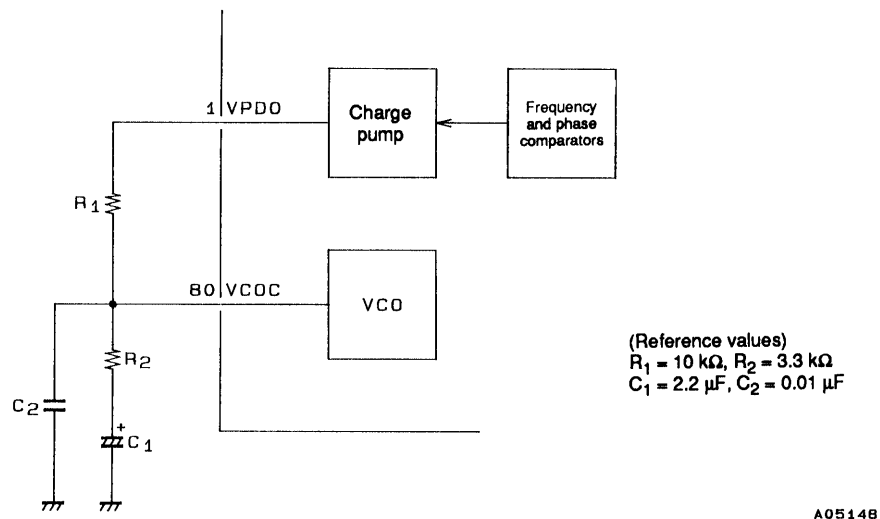 1 VPDO
Charge
pump
Frequency
and phase
comparators
R1
80 VCOC
VCO
R2
C2
+
C1
(Reference values)
R1 = 10 kΩ, R2 = 3.3 kΩ
C1 = 2.2 µF, C2 = 0.01 µF
A05148